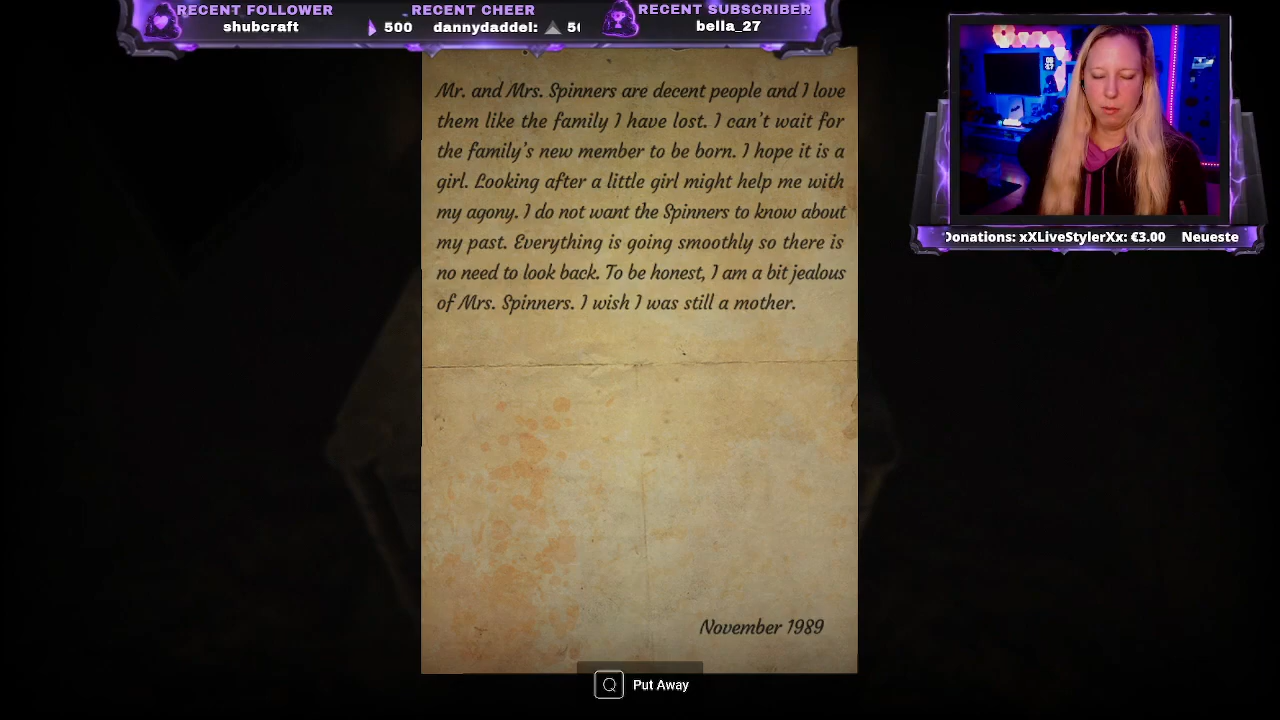 RECENT FOLLOWER
shubcraft
RECENT CHEER
500 dannydaddel: 5
RECENT SUBSCRIBER
bella_27
Mr. and Mrs. Spinners are decent people and I love
them like the family I have lost. I can't wait for
the family's new member to be born. I hope it is a
girl. Looking after a little girl might help me with
my agony. I do not want the Spinners to know about
my past. Everything is going smoothly so there is
no need to look back. To be honest, I am a bit jealous
of Mrs. Spinners. I wish I was still a mother.
November 1989
Q Put Away
Donations: xXLiveStylerXx: €3.00 Neueste